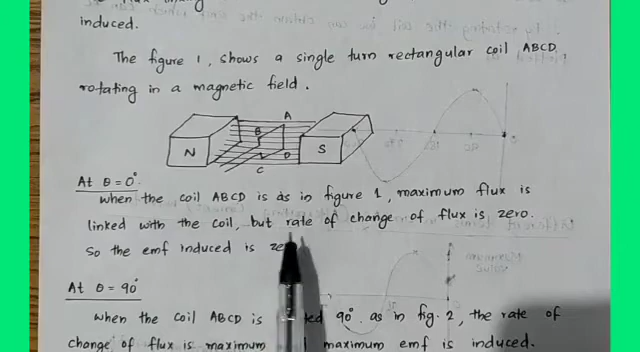 induced.
The figure 1, shows a single turn rectangular coil ABCD,
rotating in a magnetic field.
A
B
N
S
D
C
At θ = 0°
when the coil ABCD is as in figure 1, maximum flux is
linked with the coil, but rate of change of flux is zero.
So the emf induced is
At θ = 90°
When the coil ABCD is 90° as in fig. 2, the rate of
change of flux is maximum maximum emf is induced.